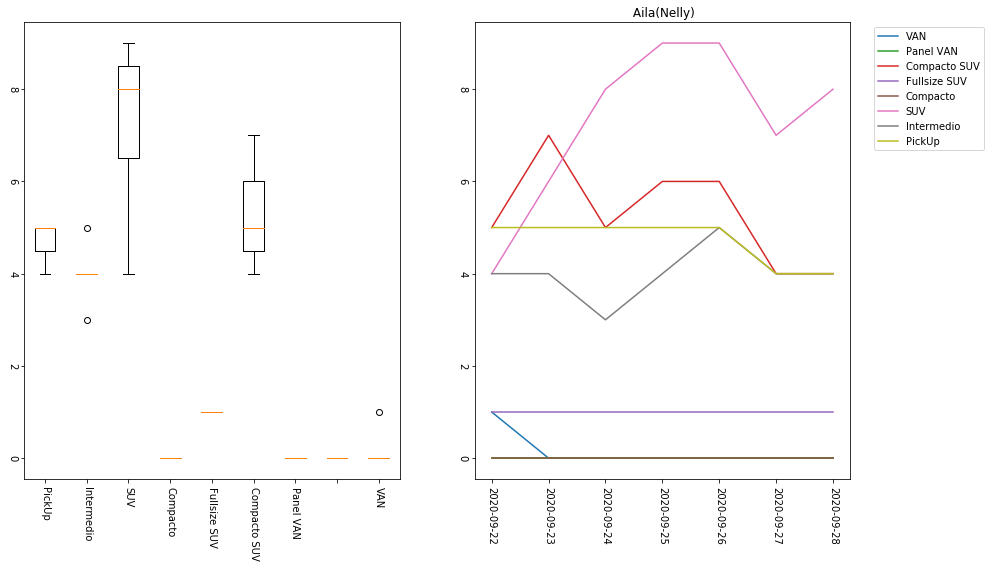 8
6
4
2
0
PickUp
Intermedio
SUV
Compacto
Fullsize SUV
Compacto SUV
Panel VAN
VAN
Aila(Nelly)
8
6
4
2
0
2020-09-22
2020-09-23
2020-09-24
2020-09-25
2020-09-26
2020-09-27
2020-09-28
VAN
Panel VAN
Compacto SUV
Fullsize SUV
Compacto
SUV
Intermedio
PickUp